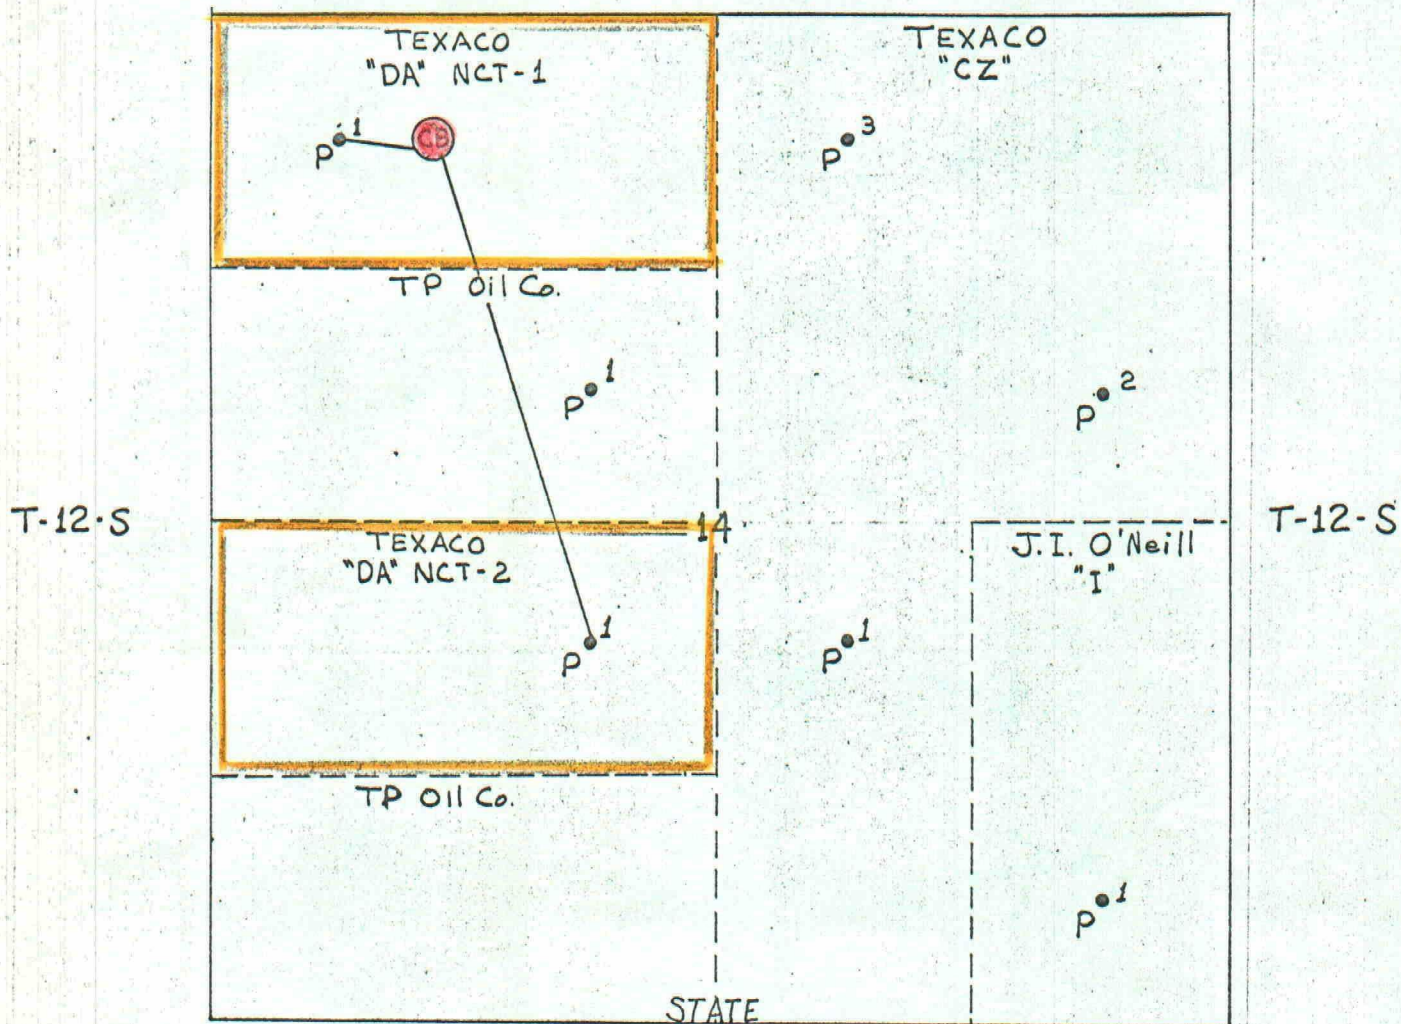 TEXACO
"DA" NCT-1
TEXACO
"CZ"
1
CB
P
3
P
TP Oil Co.
1
P
2
P
T-12-S
14
T-12-S
TEXACO
"DA" NCT-2
J.I. O'Neill
"I"
1
P
1
P
TP Oil Co.
1
P
STATE